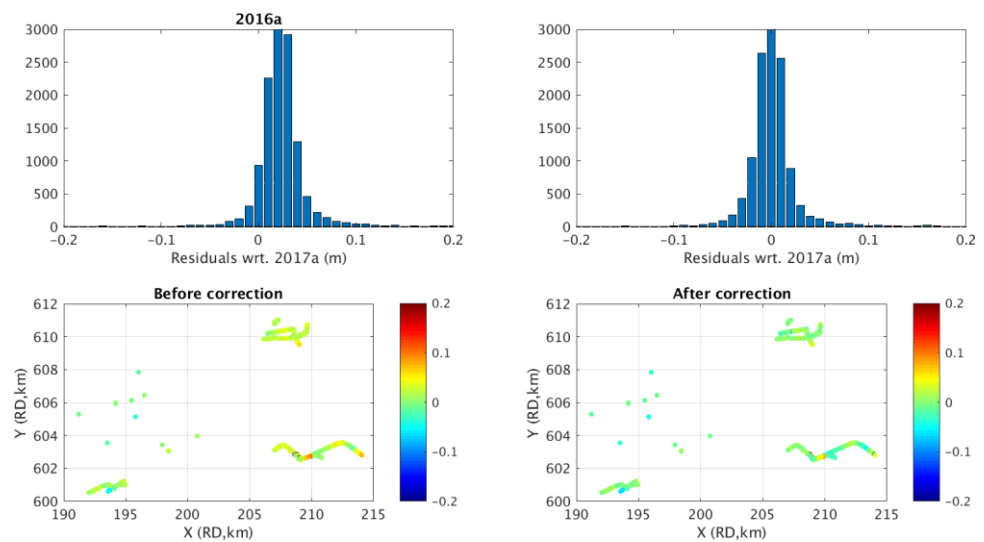 2016a
3000
2500
2000
1500
1000
500
0
−0.2 −0.1 0 0.1 0.2
Residuals wrt. 2017a (m)
3000
2500
2000
1500
1000
500
0
−0.2 −0.1 0 0.1 0.2
Residuals wrt. 2017a (m)
Before correction
612
610
608
606
604
602
600
Y (RD,km)
190 195 200 205 210 215
X (RD,km)
0.2
0.1
0
−0.1
−0.2
After correction
612
610
608
606
604
602
600
Y (RD,km)
190 195 200 205 210 215
X (RD,km)
0.2
0.1
0
−0.1
−0.2